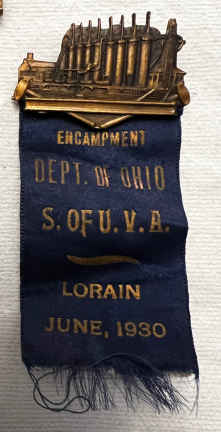 ENCAMPMENT
DEPT. OF OHIO
S. OF U. V. A.
LORAIN
JUNE, 1930